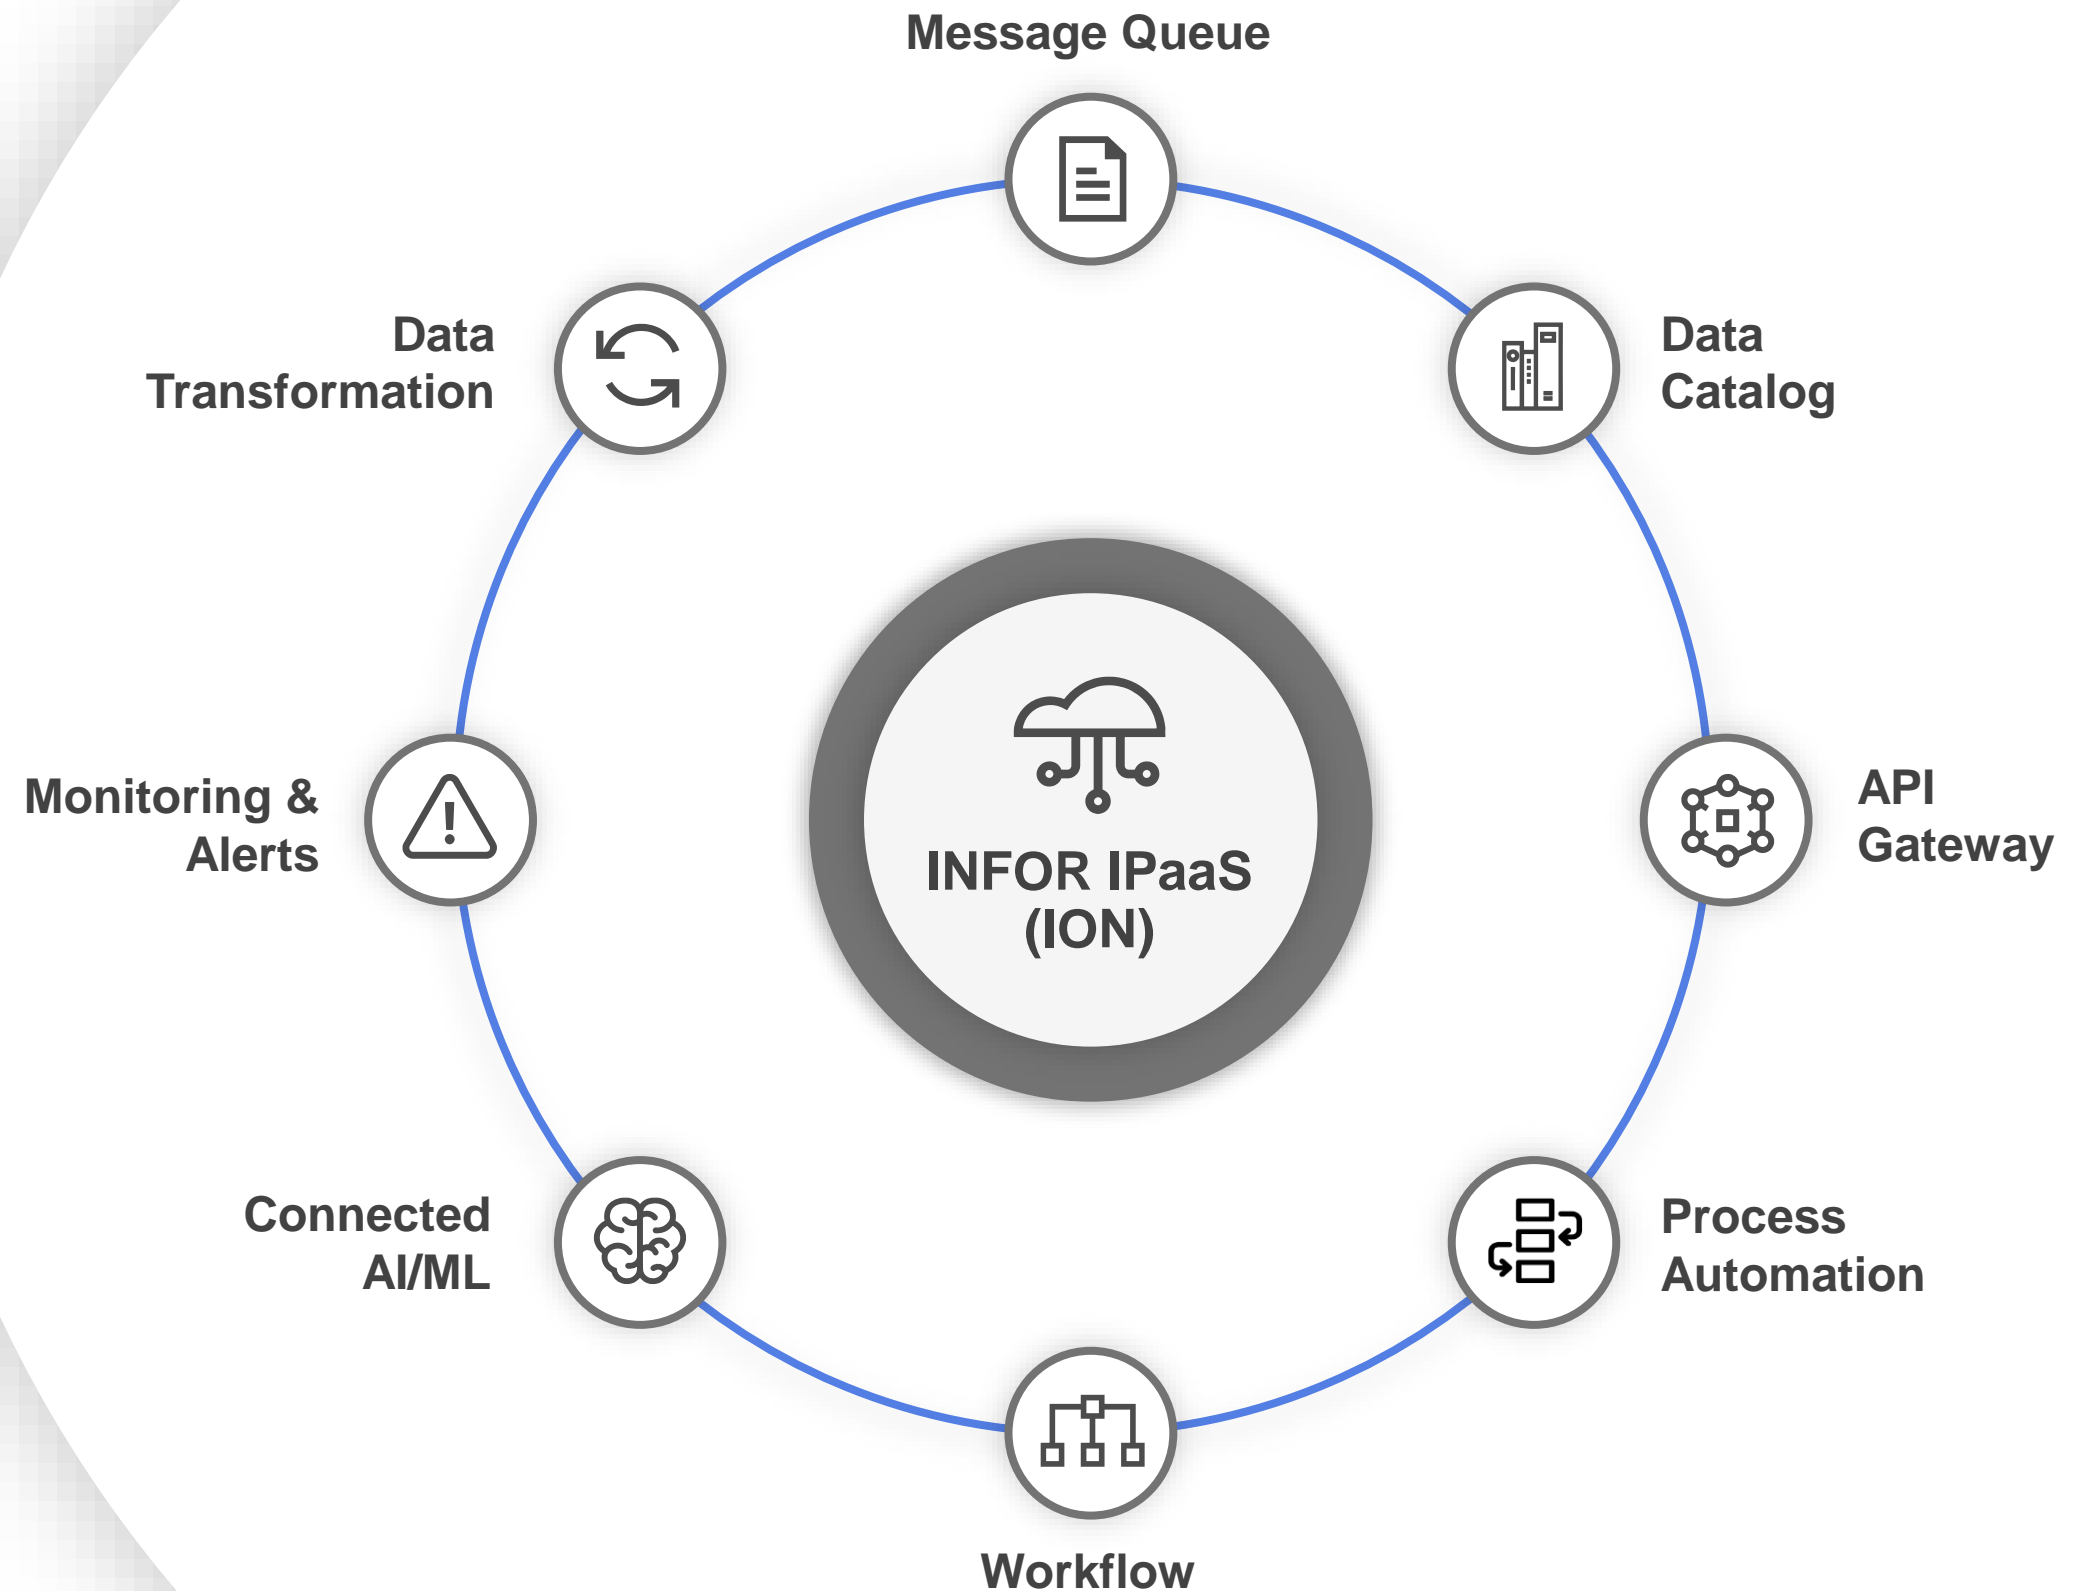 Message Queue
Data
Transformation
Data
Catalog
Monitoring &
Alerts
INFOR IPaaS
(ION)
API
Gateway
Connected
AI/ML
Process
Automation
Workflow